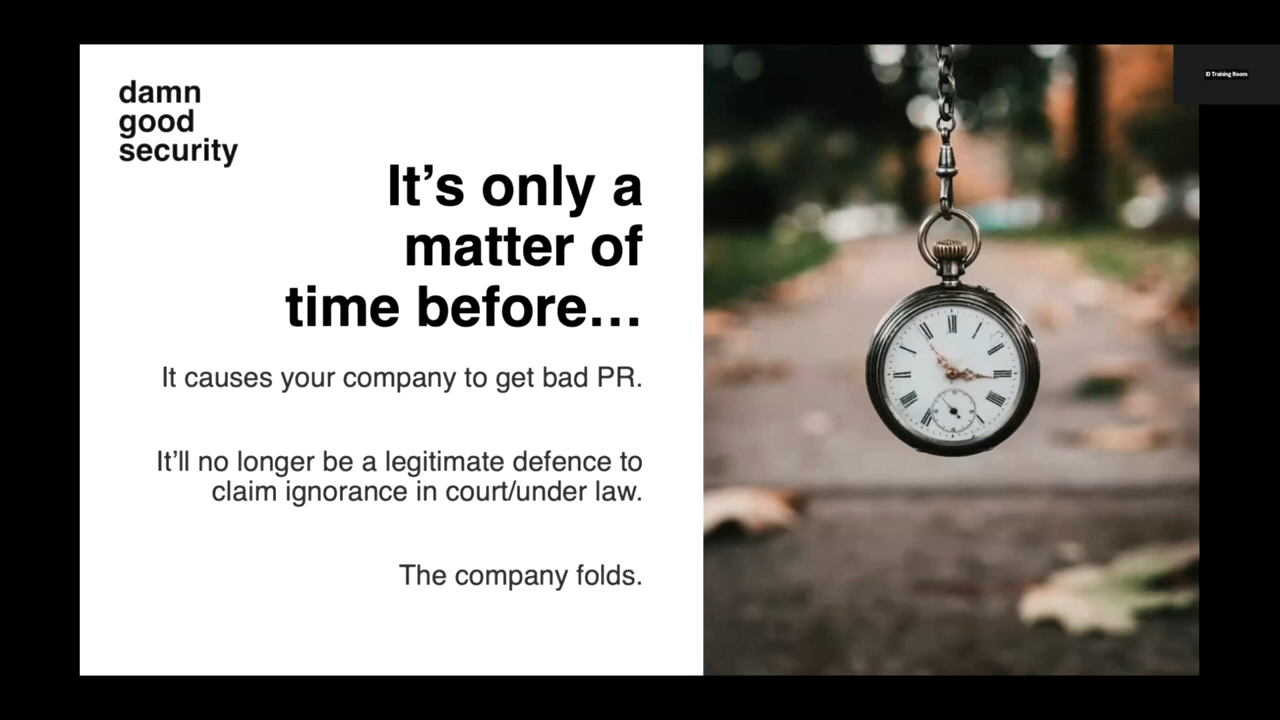 damn
good
security
It’s only a
matter of
time before…
It causes your company to get bad PR.
It’ll no longer be a legitimate defence to
claim ignorance in court/under law.
The company folds.
ID Training Room